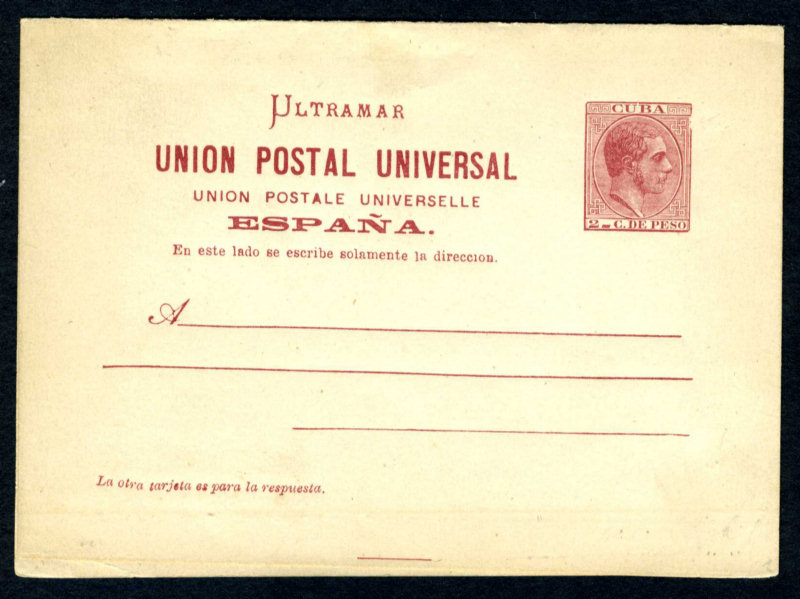 ULTRAMAR
UNION POSTAL UNIVERSAL
UNION POSTALE UNIVERSELLE
ESPAÑA.
En este lado se escribe solamente la direccion.
CUBA
2 C. DE PESO
A
La otra tarjeta es para la respuesta.